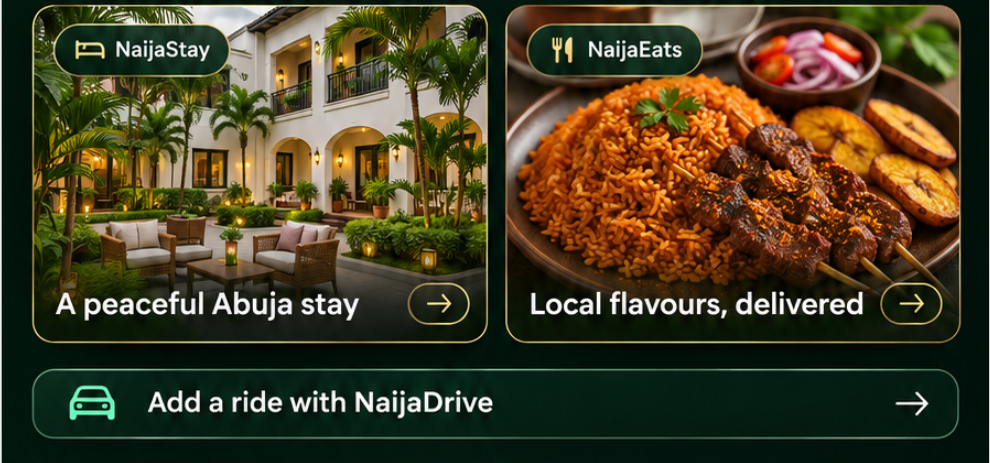 NaijaStay
NaijaEats
A peaceful Abuja stay
Local flavours, delivered
Add a ride with NaijaDrive